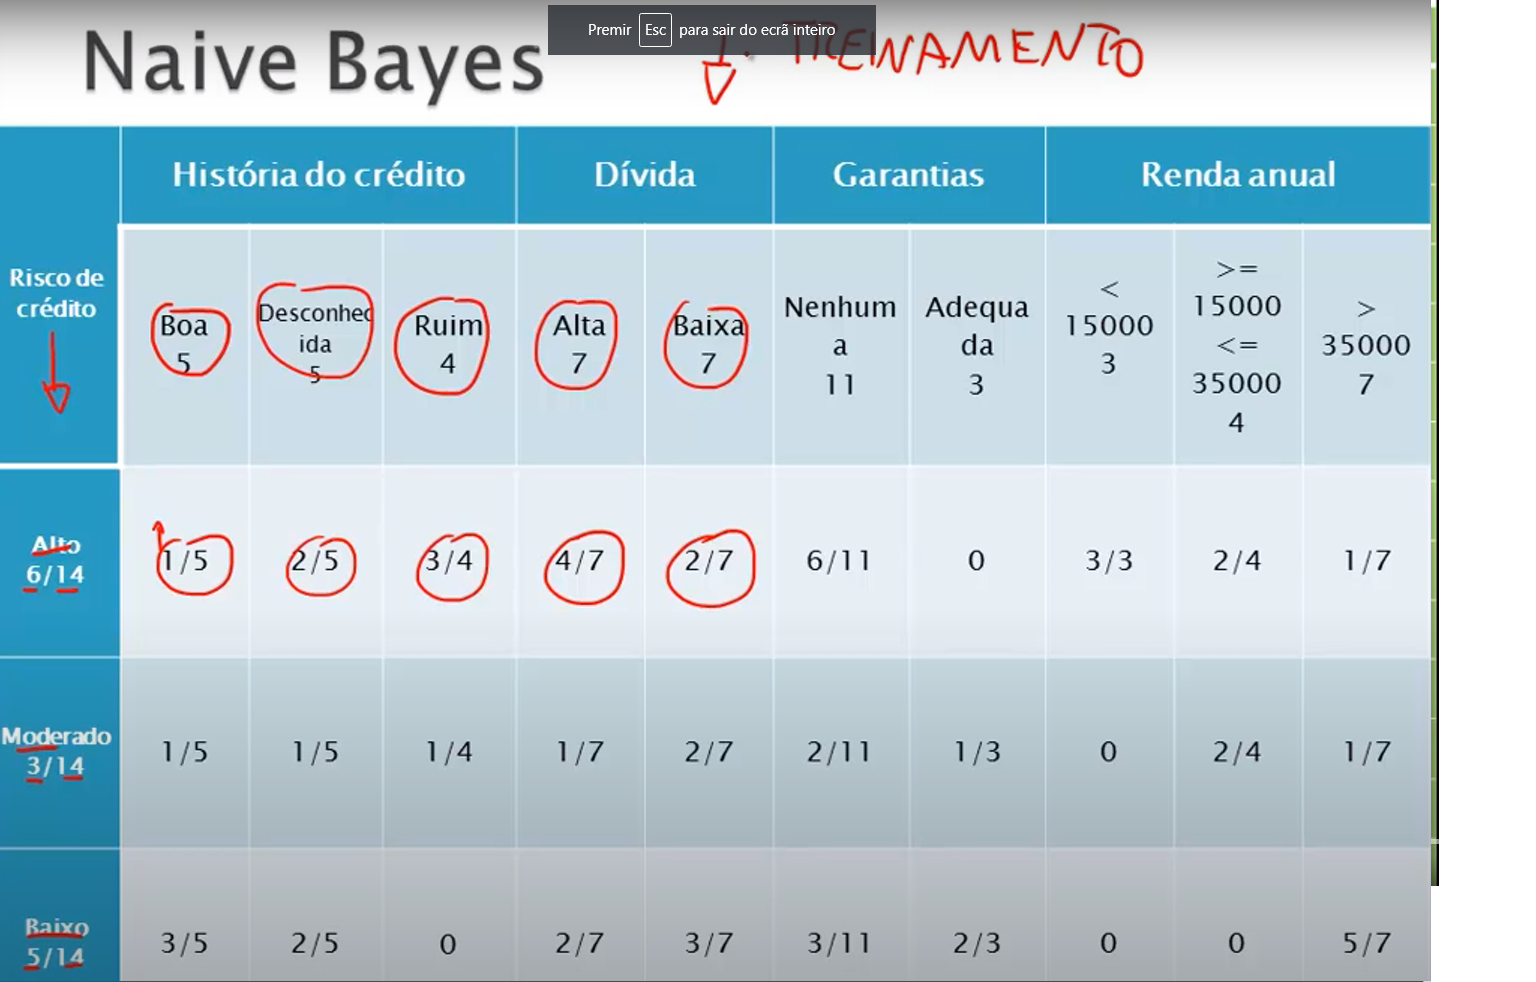 Premir Esc para sair do ecrã inteiro
Naive Bayes
1. TREINAMENTO
História do crédito Dívida Garantias Renda anual
Risco de
crédito
Boa
5
Desconhec
ida
5
Ruim
4
Alta
7
Baixa
7
Nenhum
a
11
Adequa
da
3
<
15000
3
>=
15000
<=
35000
4
>
35000
7
Alto
6/14
1/5 2/5 3/4 4/7 2/7 6/11 0 3/3 2/4 1/7
Moderado
3/14
1/5 1/5 1/4 1/7 2/7 2/11 1/3 0 2/4 1/7
Baixo
5/14
3/5 2/5 0 2/7 3/7 3/11 2/3 0 0 5/7